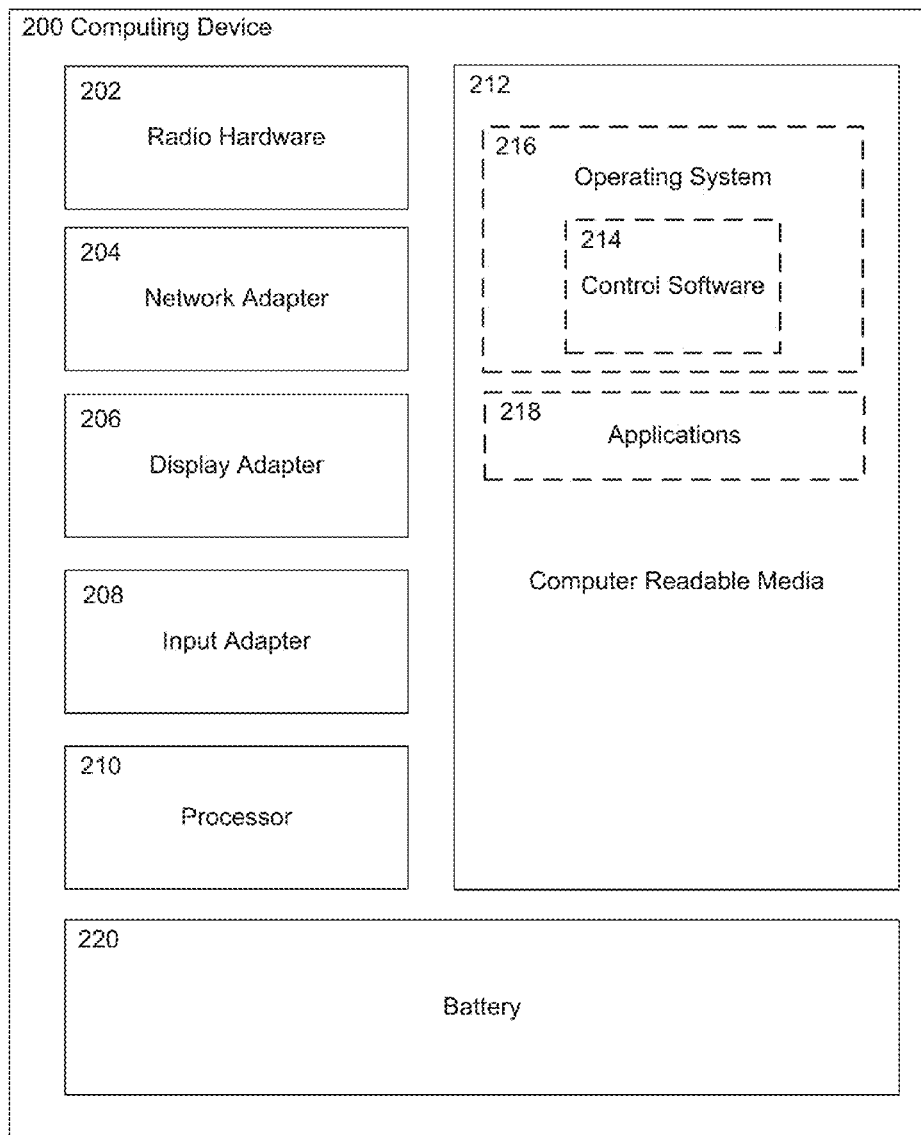 200 Computing Device
202
Radio Hardware
204
Network Adapter
206
Display Adapter
208
Input Adapter
210
Processor
212
216
Operating System
214
Control Software
218
Applications
Computer Readable Media
220
Battery